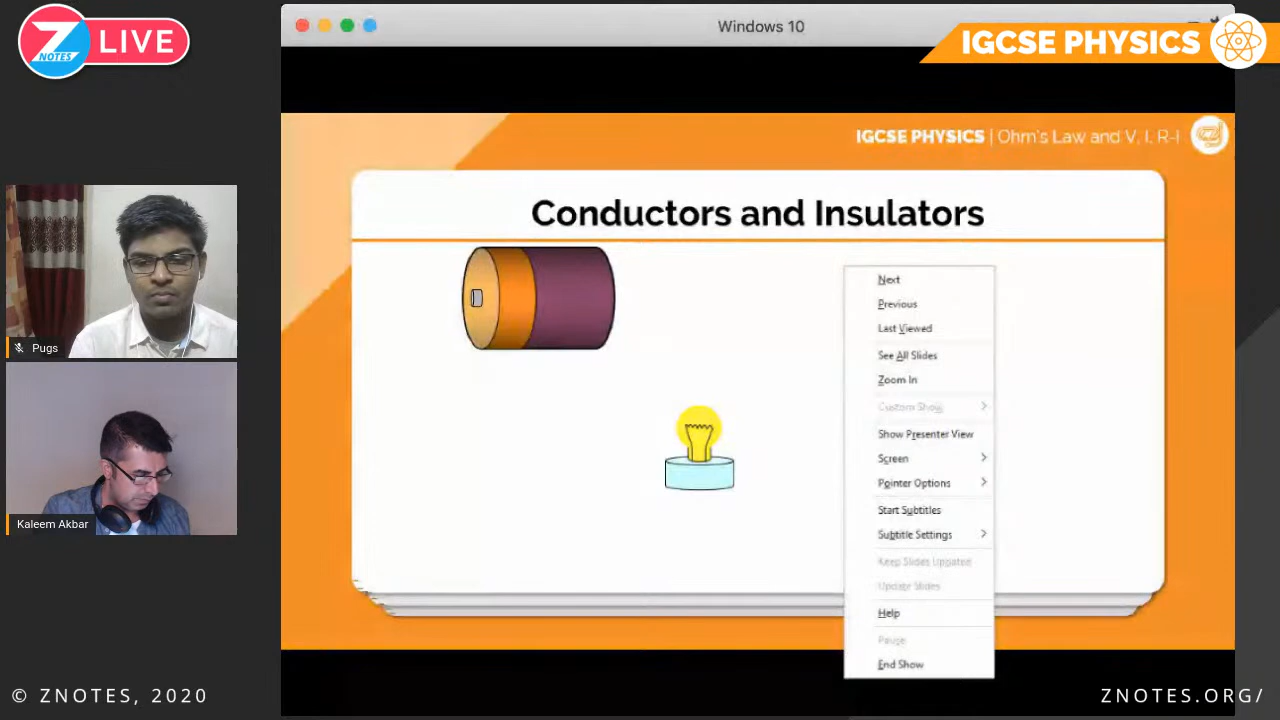 Z NOTES LIVE
Windows 10
IGCSE PHYSICS
IGCSE PHYSICS | Ohm's Law and V, I, R-I
Conductors and Insulators
Pugs
Kaleem Akbar
Next
Previous
Last Viewed
See All Slides
Zoom In
Custom Show
Show Presenter View
Screen
Pointer Options
Start Subtitles
Subtitle Settings
Keep Slides Updated
Update Slides
Help
Pause
End Show
© ZNOTES, 2020
ZNOTES.ORG/